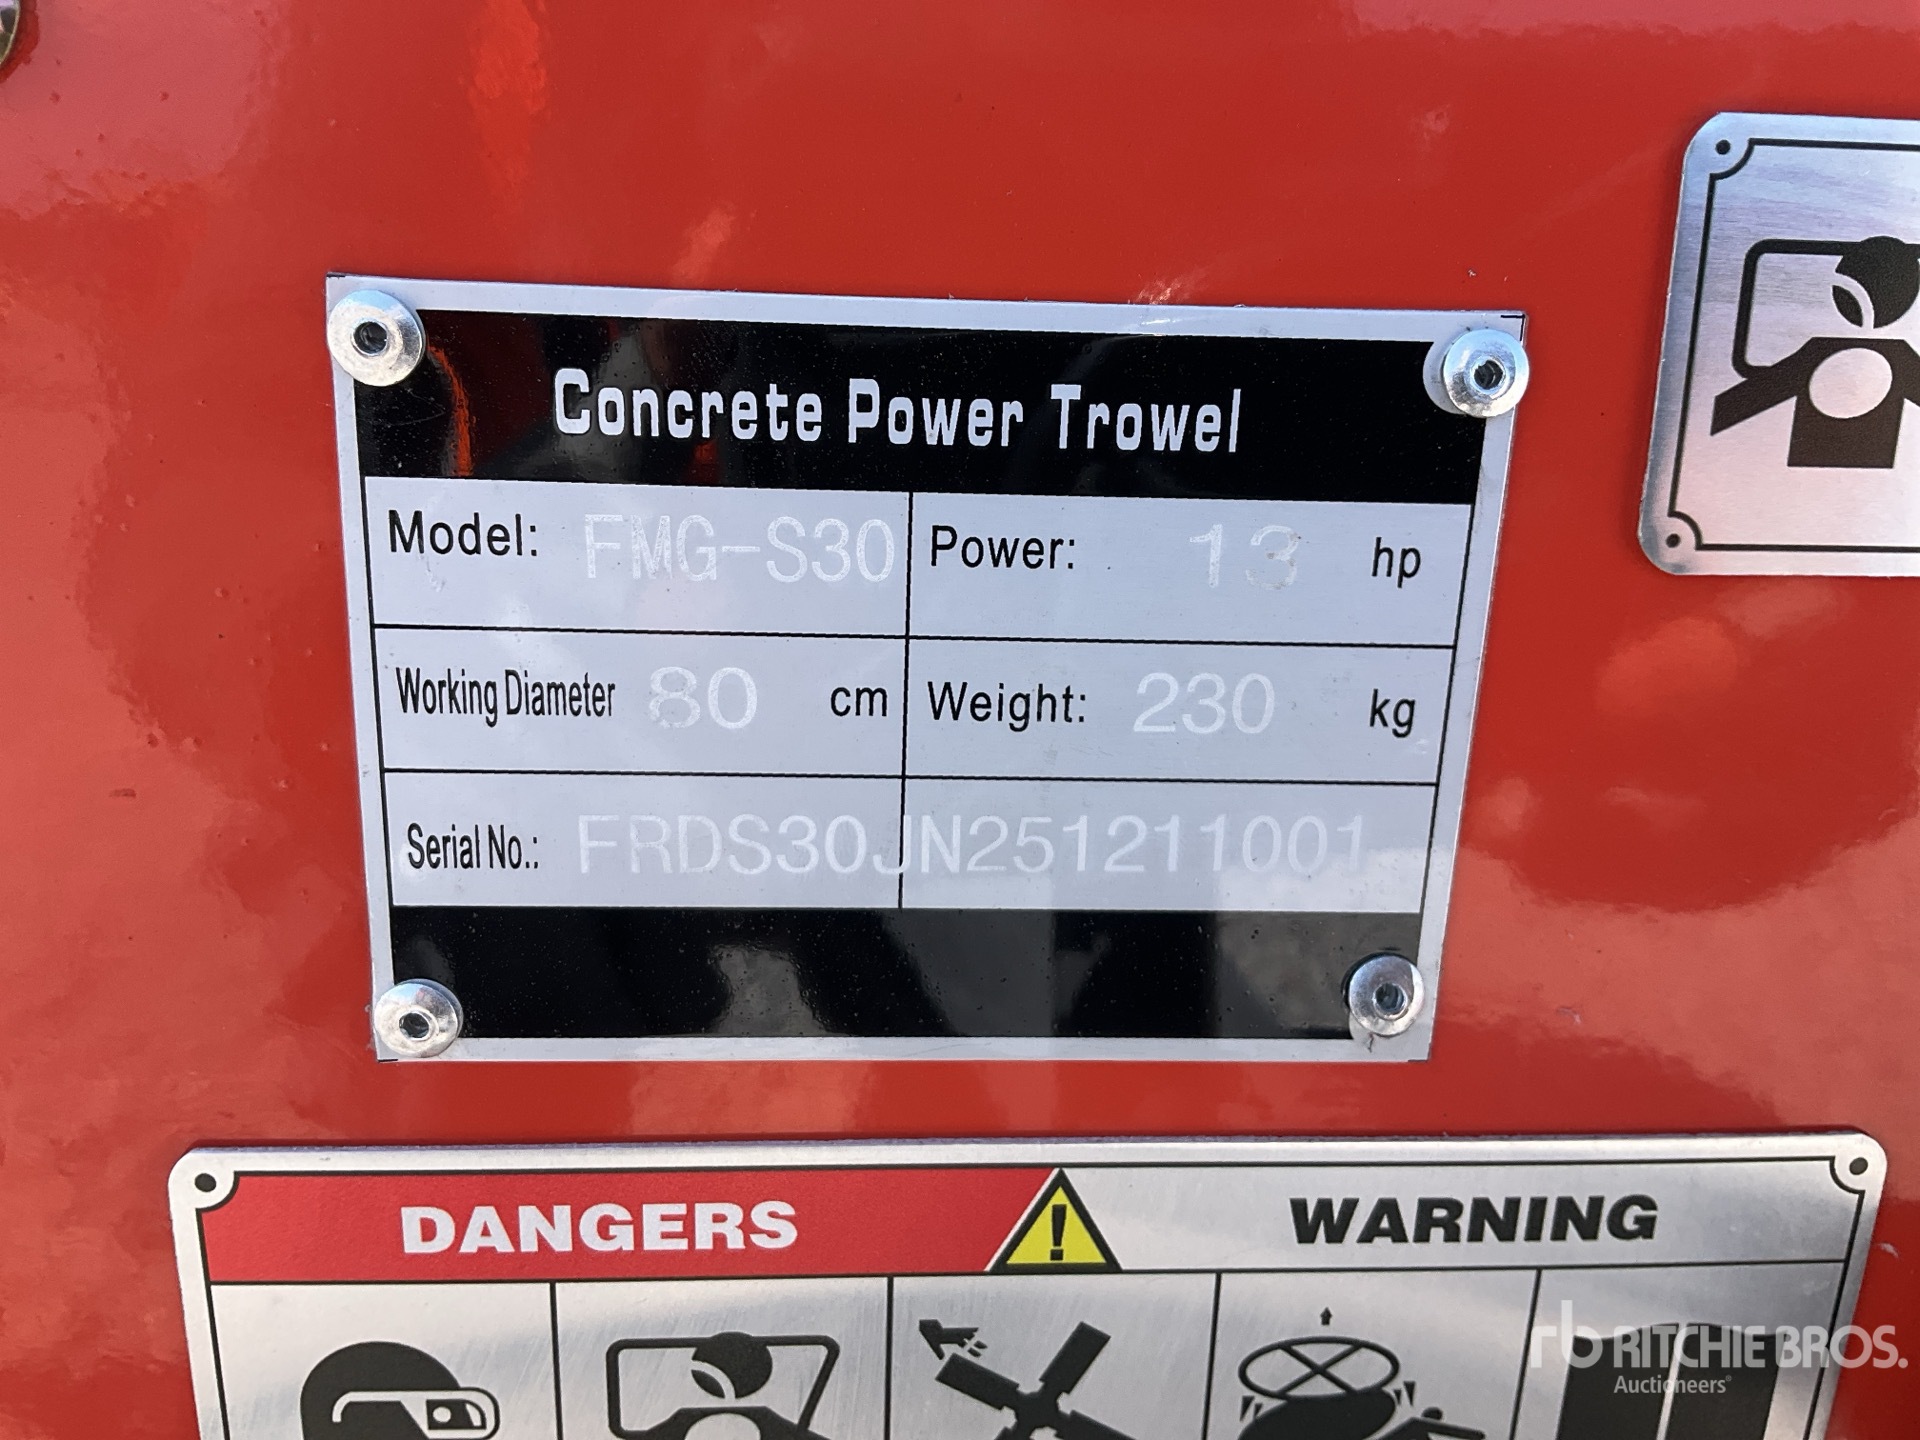 Concrete Power Trowel
Model: FMG-S30 Power: 13 hp
Working Diameter 80 cm Weight: 230 kg
Serial No.: FRDS30JN251211001
DANGERS ! WARNING
rb RITCHIE BROS.
Auctioneers®